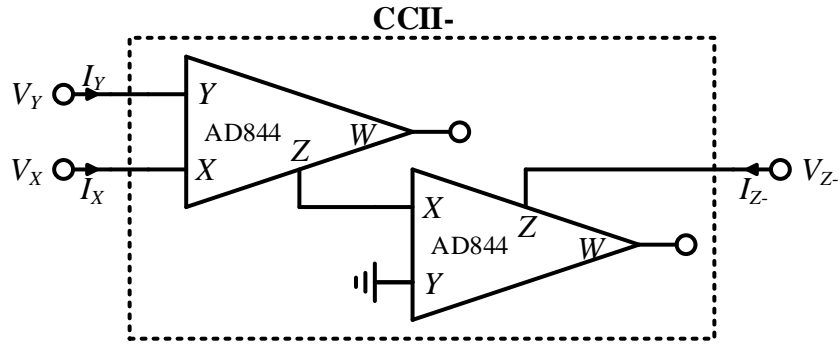 CCII-
I_Y
V_Y
Y
AD844
W
Z
V_X
I_X
X
V_Z-
I_Z-
X
Z
AD844
W
Y